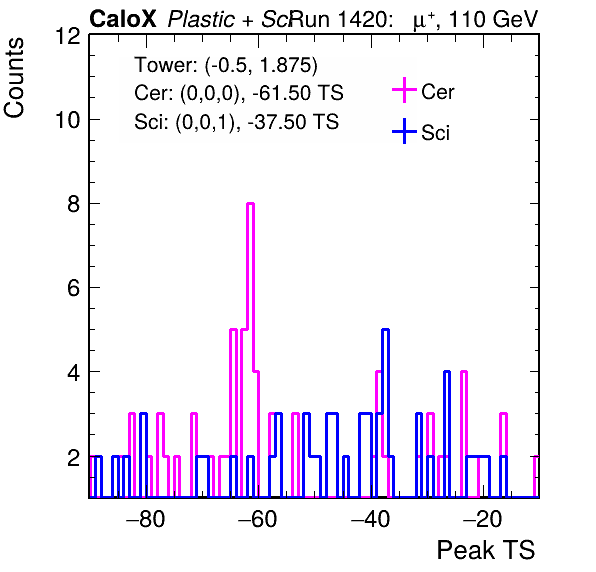 CaloX Plastic + Sci Run 1420: μ⁺, 110 GeV
Counts
12
10
8
6
4
2
Tower: (-0.5, 1.875)
Cer: (0,0,0), -61.50 TS
Sci: (0,0,1), -37.50 TS
Cer
Sci
−80 −60 −40 −20
Peak TS